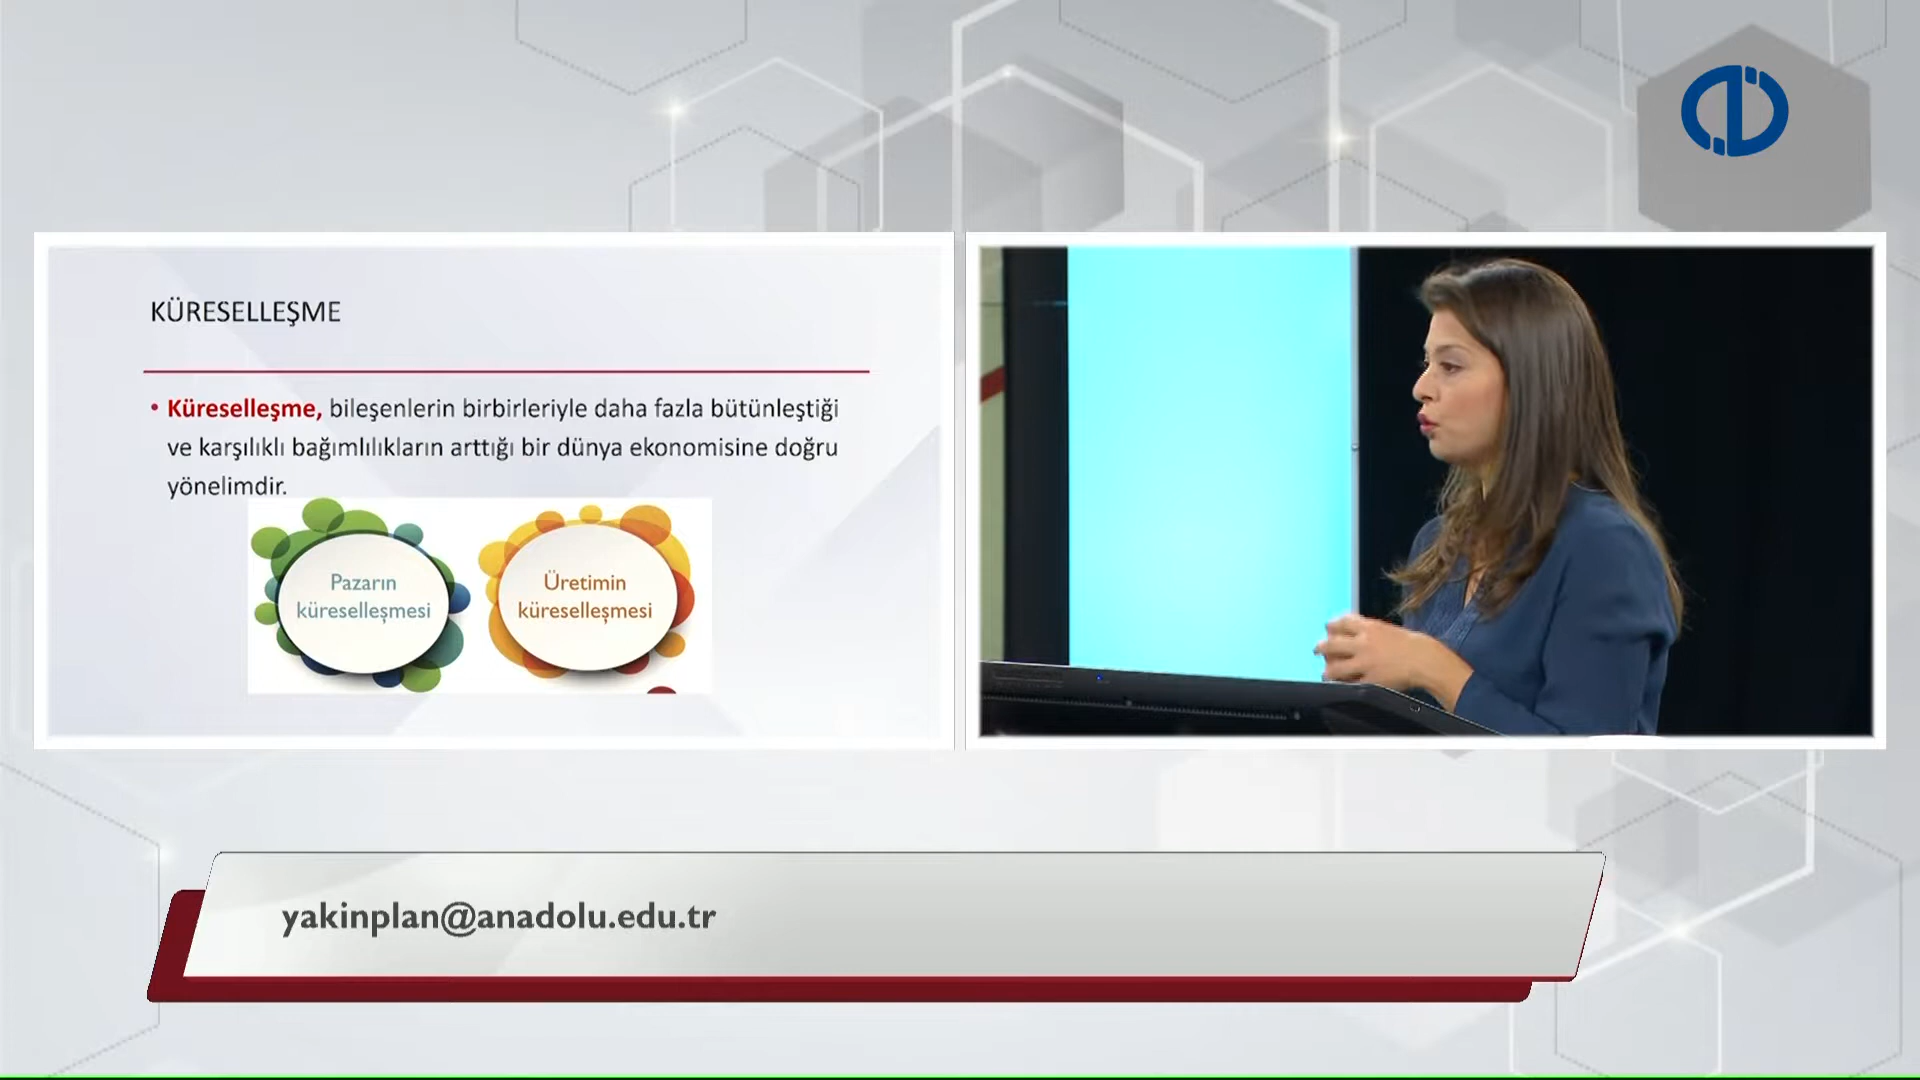 KÜRESELLEŞME
• Küreselleşme, bileşenlerin birbirleriyle daha fazla bütünleştiği
ve karşılıklı bağımlılıkların arttığı bir dünya ekonomisine doğru
yönelimdir.
Pazarın
küreselleşmesi
Üretimin
küreselleşmesi
yakinplan@anadolu.edu.tr